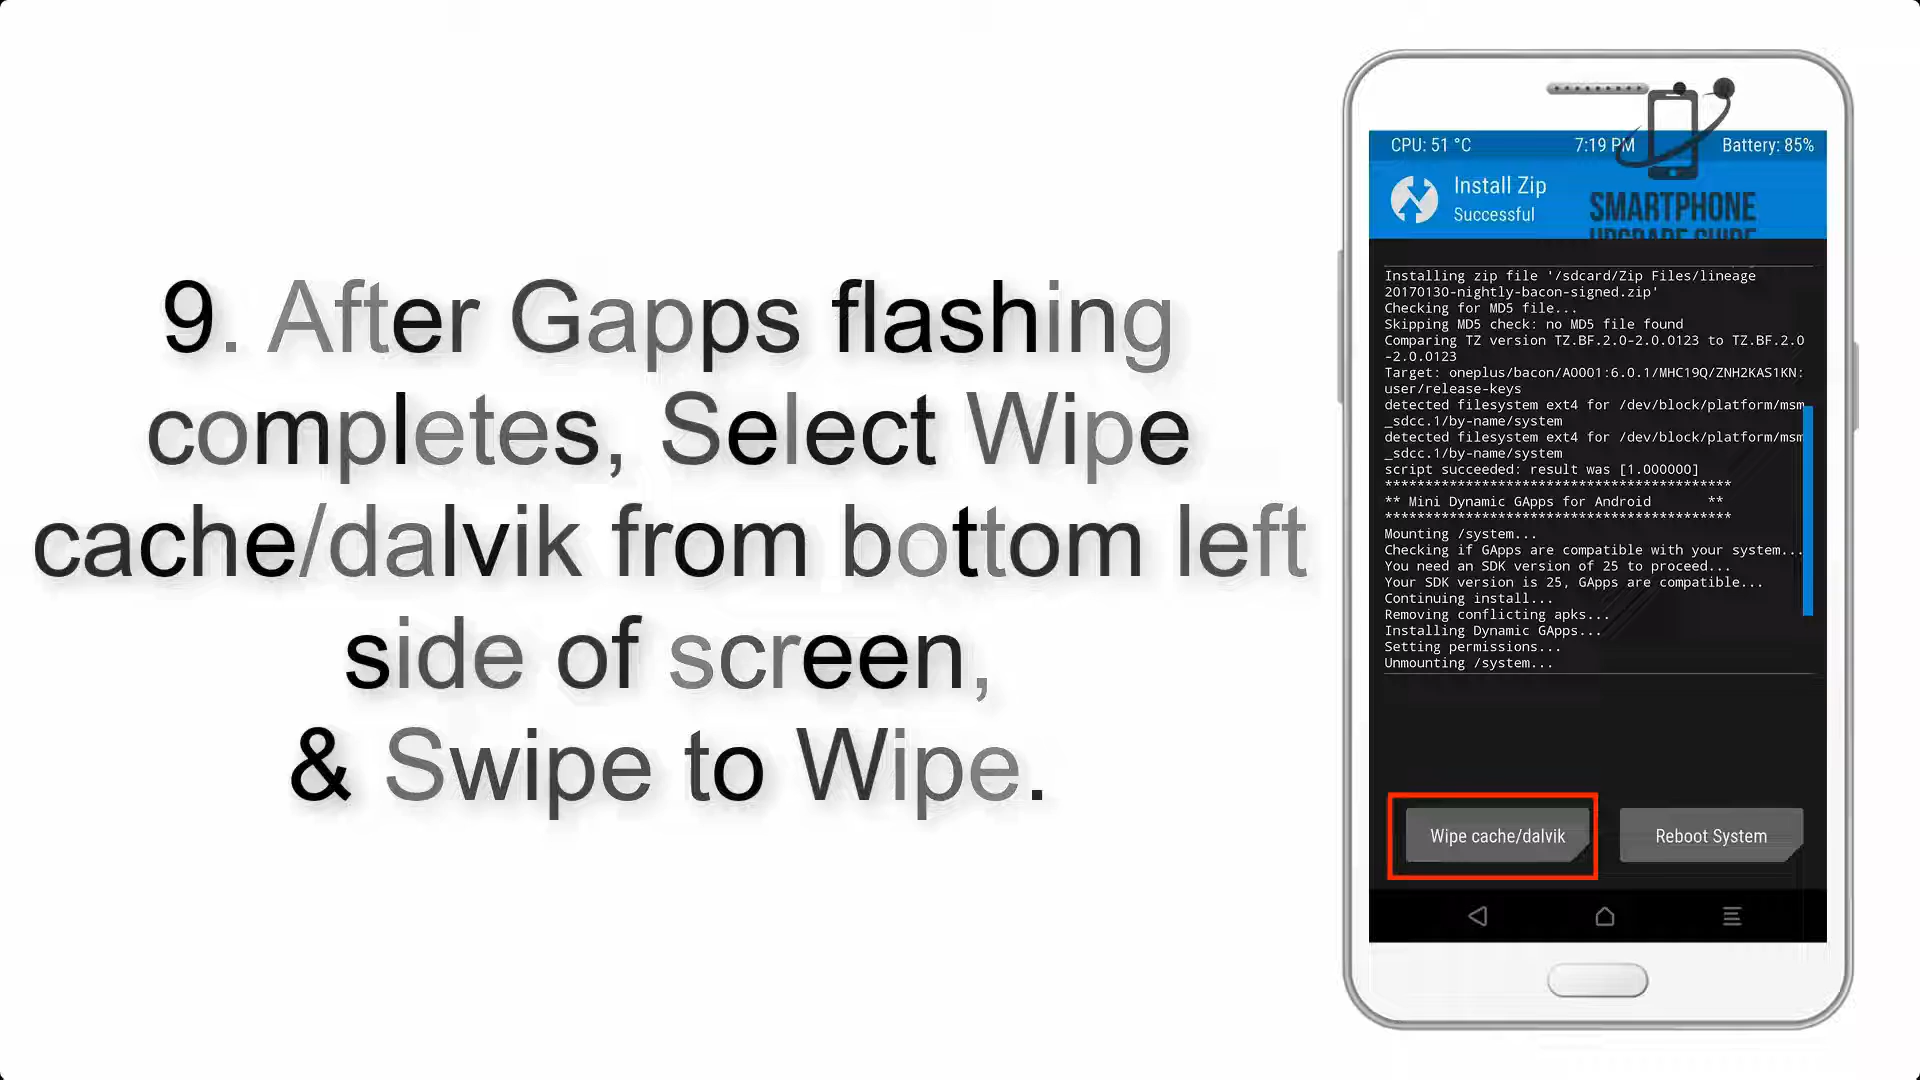 9. After Gapps flashing
completes, Select Wipe
cache/dalvik from bottom left
side of screen,
& Swipe to Wipe.
CPU: 51 °C 7:19 PM Battery: 85%
Install Zip
Successful
SMARTPHONE
UPGRADE GUIDE
Installing zip file '/sdcard/Zip Files/lineage
20170130-nightly-bacon-signed.zip'
Checking for MD5 file...
Skipping MD5 check: no MD5 file found
Comparing TZ version TZ.BF.2.0-2.0.0123 to TZ.BF.2.0
-2.0.0123
Target: oneplus/bacon/A0001:6.0.1/MHC19Q/ZNH2KAS1KN:
user/release-keys
detected filesystem ext4 for /dev/block/platform/msm
_sdcc.1/by-name/system
detected filesystem ext4 for /dev/block/platform/msm
_sdcc.1/by-name/system
script succeeded: result was [1.000000]
*******************************************
** Mini Dynamic GApps for Android **
*******************************************
Mounting /system...
Checking if GApps are compatible with your system...
You need an SDK version of 25 to proceed...
Your SDK version is 25, GApps are compatible...
Continuing install...
Removing conflicting apks...
Installing Dynamic GApps...
Setting permissions...
Unmounting /system...
Wipe cache/dalvik
Reboot System